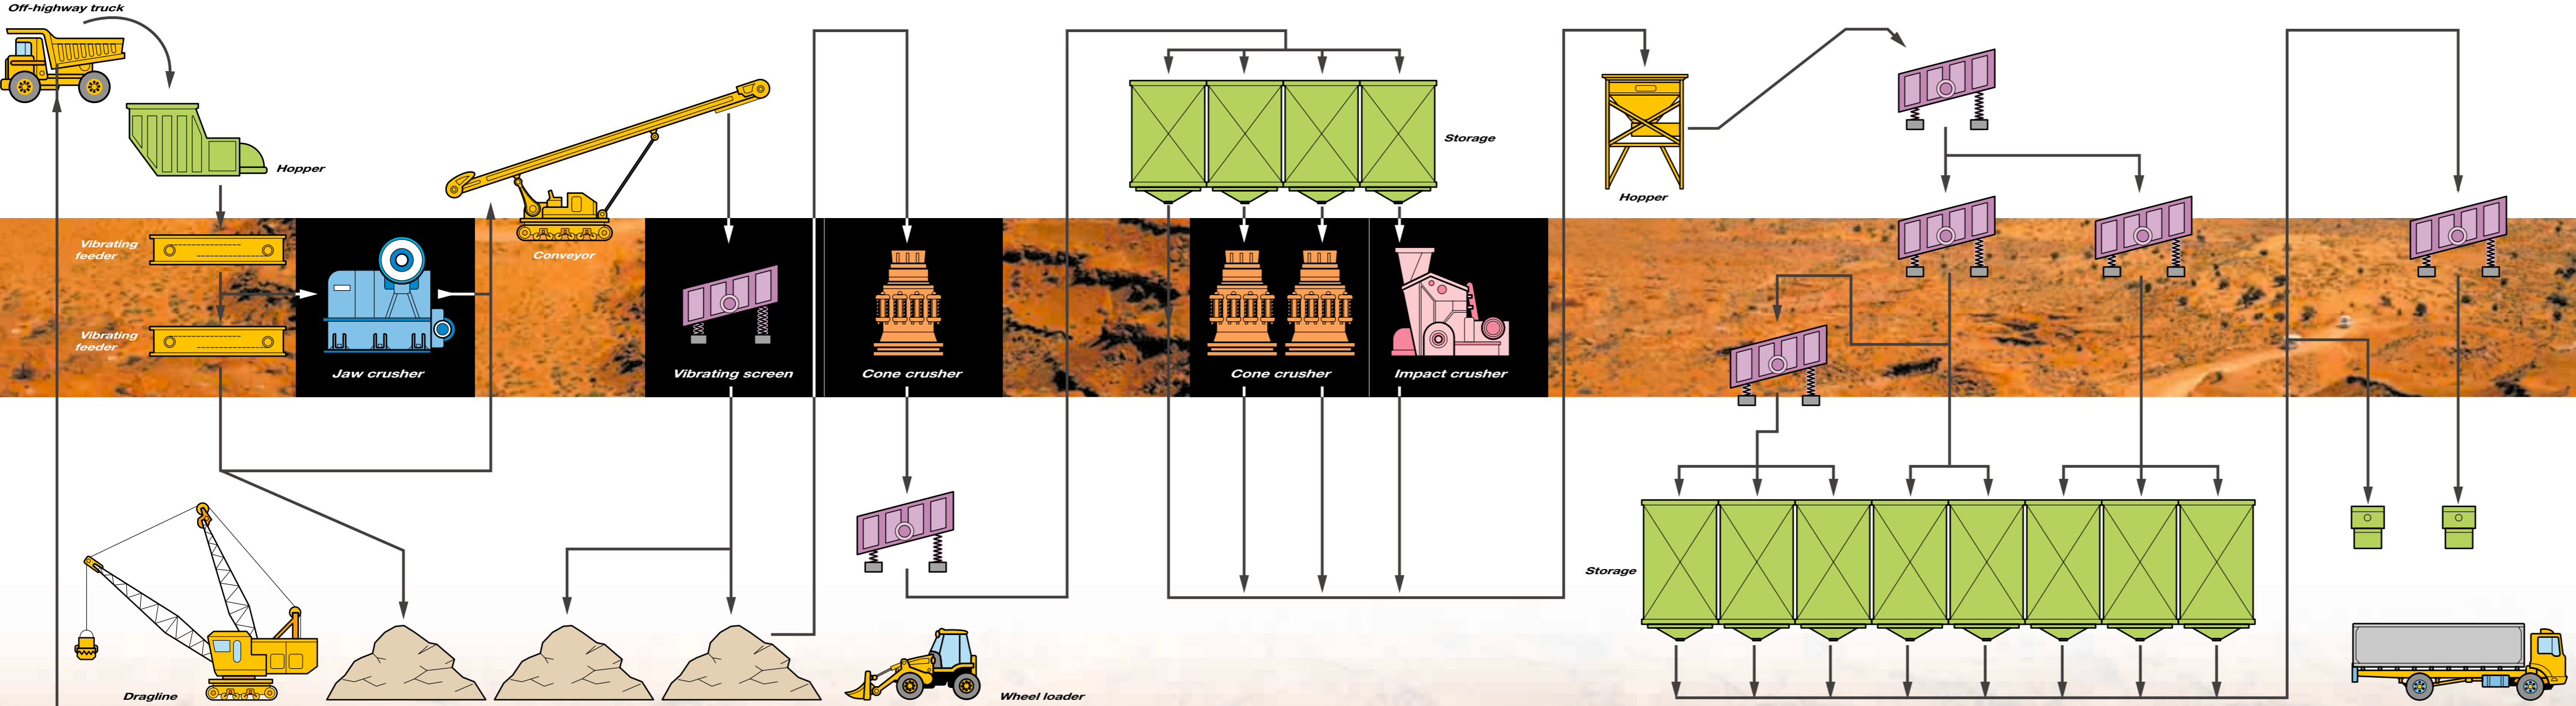 Off-highway truck
Hopper
Vibrating
feeder
Vibrating
feeder
Jaw crusher
Conveyor
Vibrating screen
Cone crusher
Storage
Cone crusher
Impact crusher
Hopper
Storage
Dragline
Wheel loader